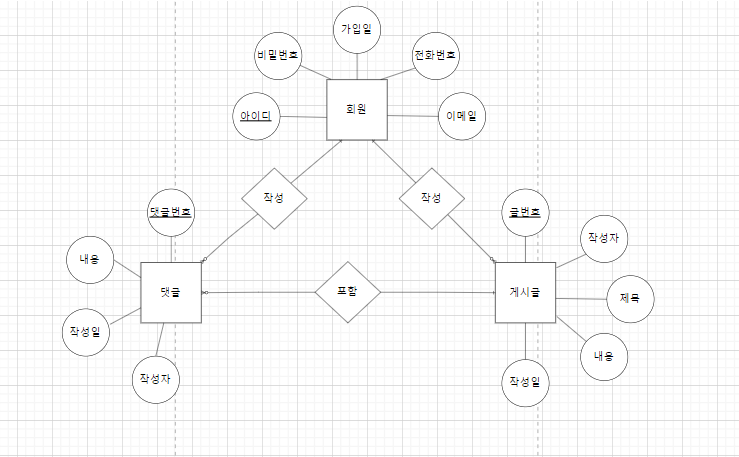 가입일
비밀번호
전화번호
회원
아이디
이메일
작성
작성
댓글번호
글번호
작성자
내용
댓글
포함
게시글
제목
작성일
내용
작성자
작성일